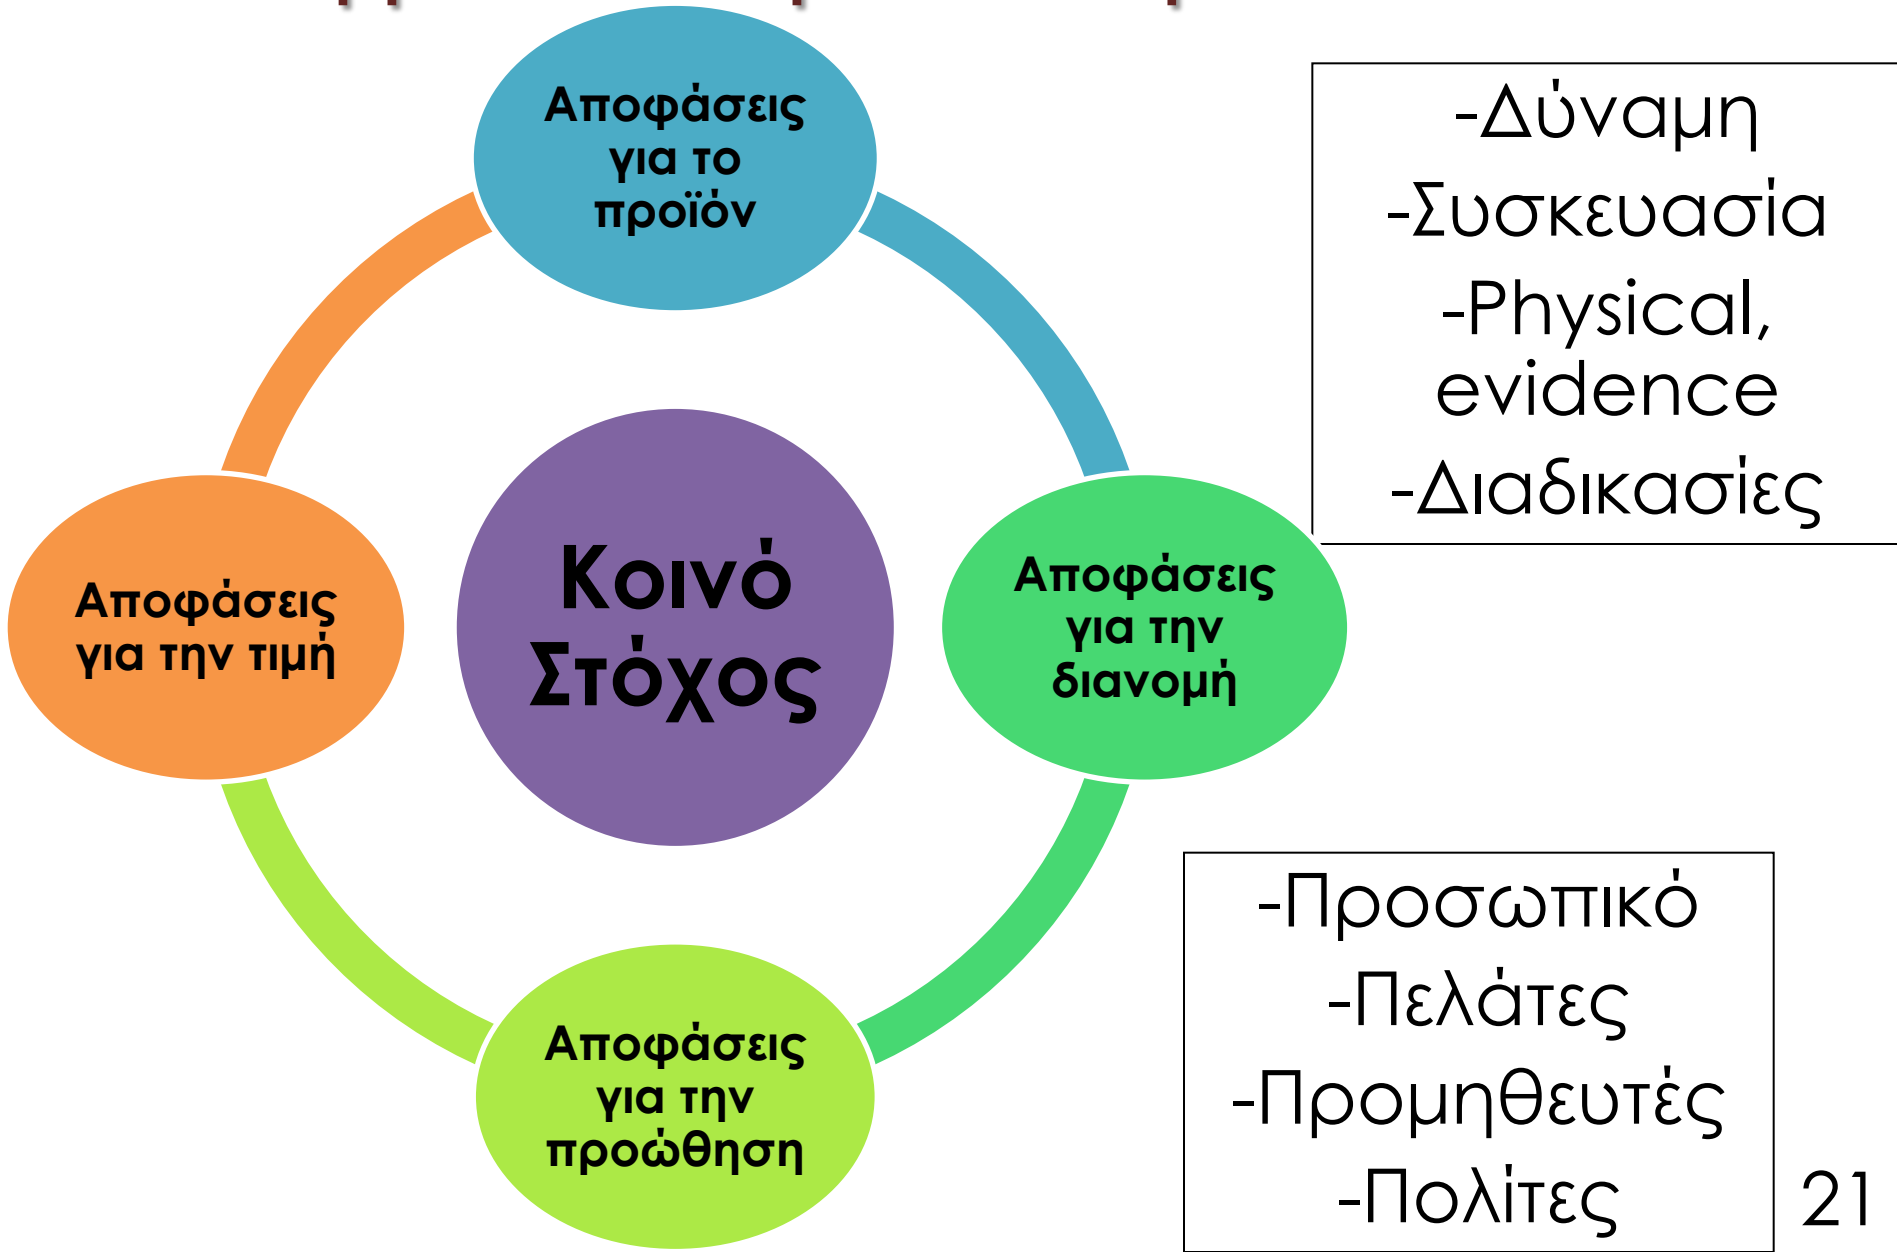 Αποφάσεις
για το
προϊόν
Αποφάσεις
για την τιμή
Κοινό
Στόχος
Αποφάσεις
για την
διανομή
Αποφάσεις
για την
προώθηση
-Δύναμη
-Συσκευασία
-Physical,
evidence
-Διαδικασίες
-Προσωπικό
-Πελάτες
-Προμηθευτές
-Πολίτες
21